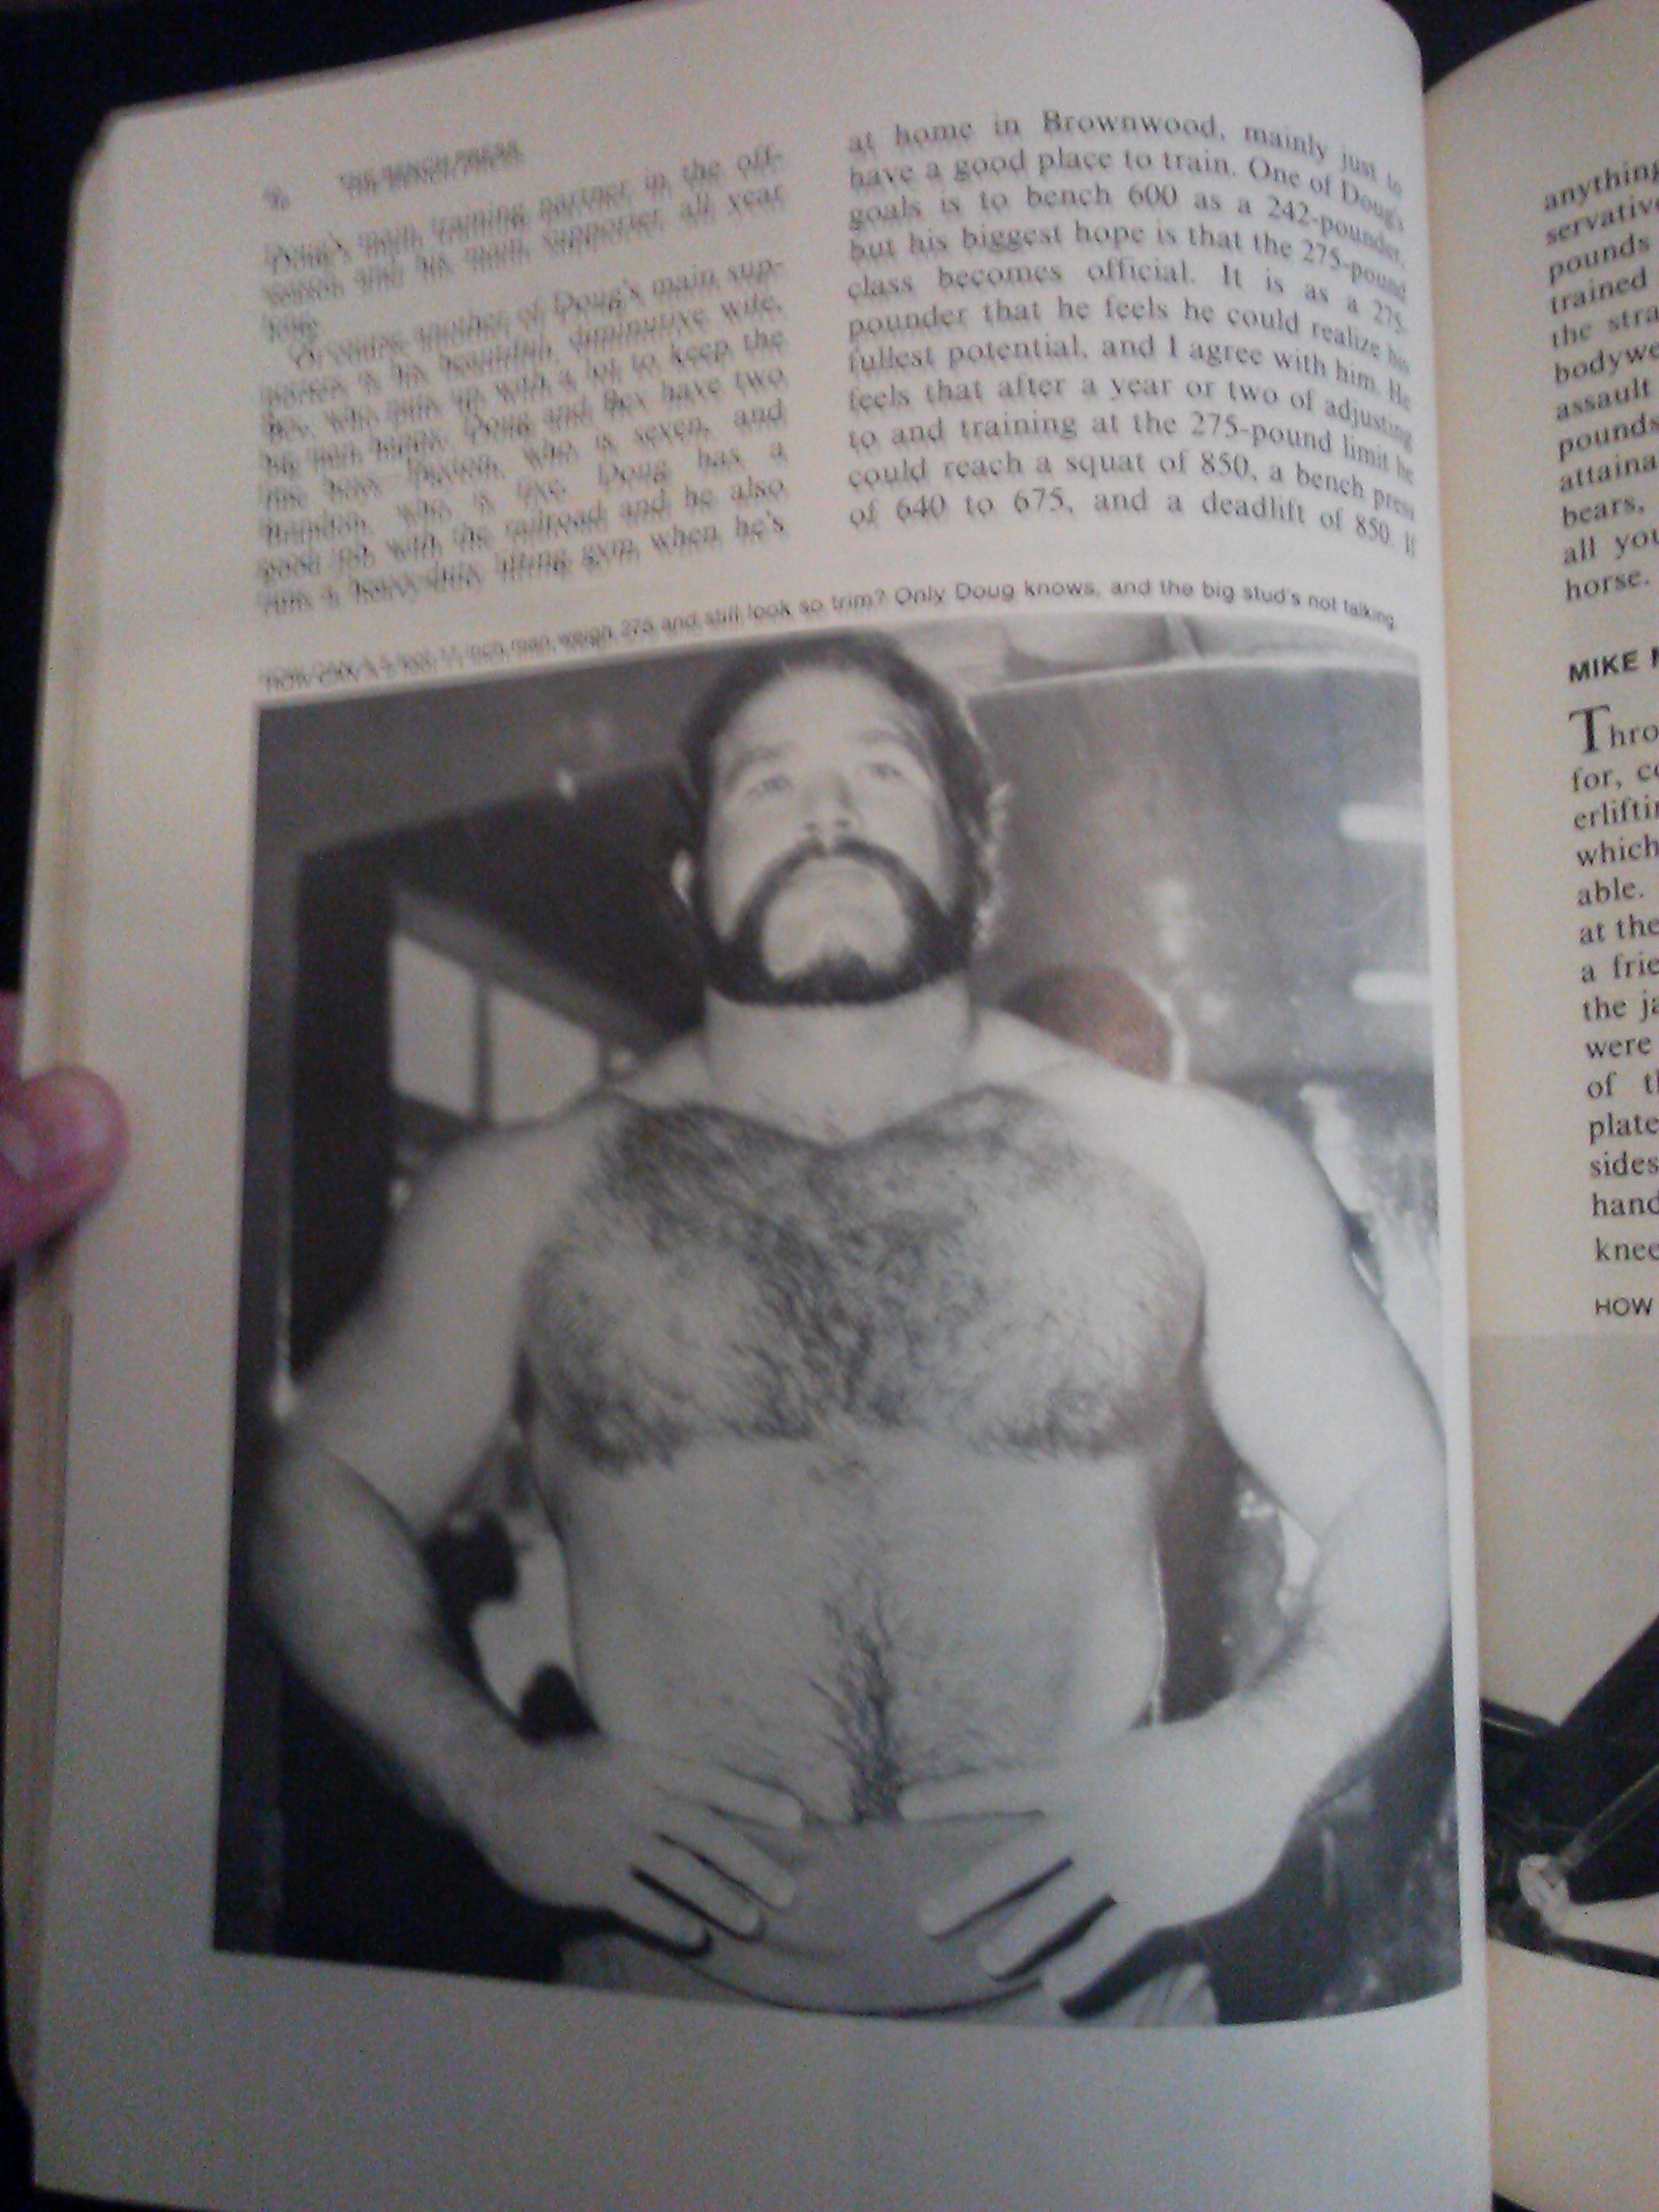 THE BENCH PRESS
Doug's main training partner in the off-
season and his main supporter all year
long.
Of course another of Doug's main sup-
porters is his beautiful, diminutive wife,
Bev, who puts up with a lot to keep the
big man happy. Doug and Bev have two
fine boys: Paxton, who is seven, and
Brandon, who is five. Doug has a
good job with the railroad and he also
runs a heavy-duty lifting gym when he's
at home in Brownwood, mainly just to
have a good place to train. One of Doug's
goals is to bench 600 as a 242-pounder,
but his biggest hope is that the 275-pound
class becomes official. It is as a 275-
pounder that he feels he could realize his
fullest potential, and I agree with him. He
feels that after a year or two of adjusting
to and training at the 275-pound limit he
could reach a squat of 850, a bench press
of 640 to 675, and a deadlift of 850. If
HOW CAN A 5 foot 11 inch man weigh 275 and still look so trim? Only Doug knows, and the big stud's not talking.
anything
servative
pounds
trained
the stra
bodywe
assault
pounds
attaina
bears,
all you
horse.
MIKE
Thro
for, co
erliftin
which
able.
at the
a frie
the ja
were
of th
plate
sides
hand
knee
HOW